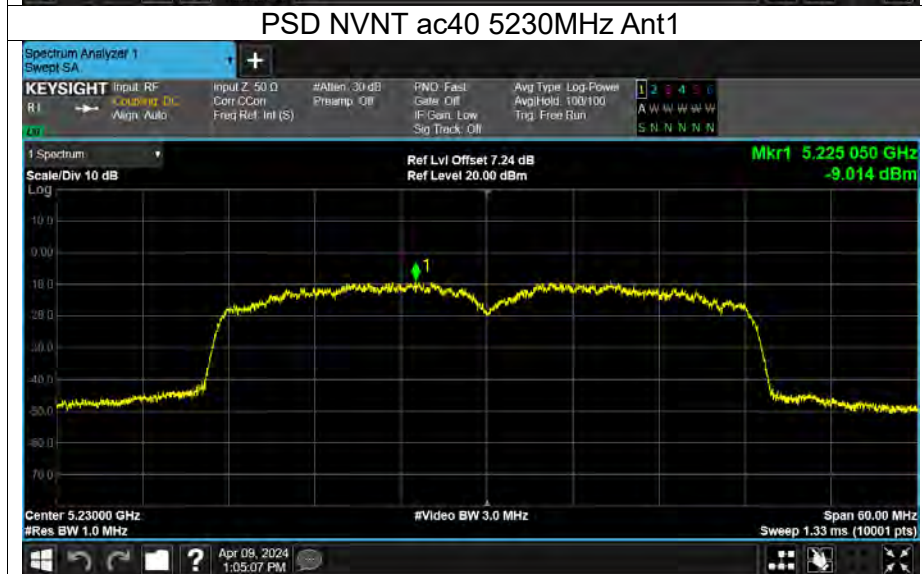 PSD NVNT ac40 5230MHz Ant1
Spectrum Analyzer 1
Swept SA
+
KEYSIGHT Input: RF Input Z: 50 Ω #Atten: 30 dB PNO: Fast Avg Type: Log-Power 1 2 3 4 5 6
R L Coupling: DC Corr CCorr Preamp: Off Gate: Off Avg|Hold: 100/100 A W W W W W
Align: Auto Freq Ref: Int (S) IF Gain: Low Trig: Free Run
Sig Track: Off S N N N N N
1 Spectrum Ref Lvl Offset 7.24 dB Mkr1 5.225 050 GHz
Scale/Div 10 dB Ref Level 20.00 dBm -9.014 dBm
Log
10.0
0.00
1
-10.0
-20.0
-30.0
-40.0
-50.0
-60.0
-70.0
Center 5.23000 GHz #Video BW 3.0 MHz Span 60.00 MHz
#Res BW 1.0 MHz Sweep 1.33 ms (10001 pts)
? Apr 09, 2024
1:05:07 PM